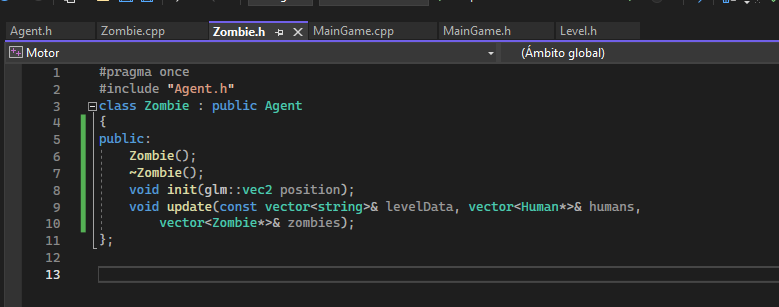 Agent.h Zombie.cpp Zombie.h MainGame.cpp MainGame.h Level.h
Motor (Ámbito global)
1 #pragma once
2 #include "Agent.h"
3 class Zombie : public Agent
4 {
5 public:
6 Zombie();
7 ~Zombie();
8 void init(glm::vec2 position);
9 void update(const vector<string>& levelData, vector<Human*>& humans,
10 vector<Zombie*>& zombies);
11 };
12
13